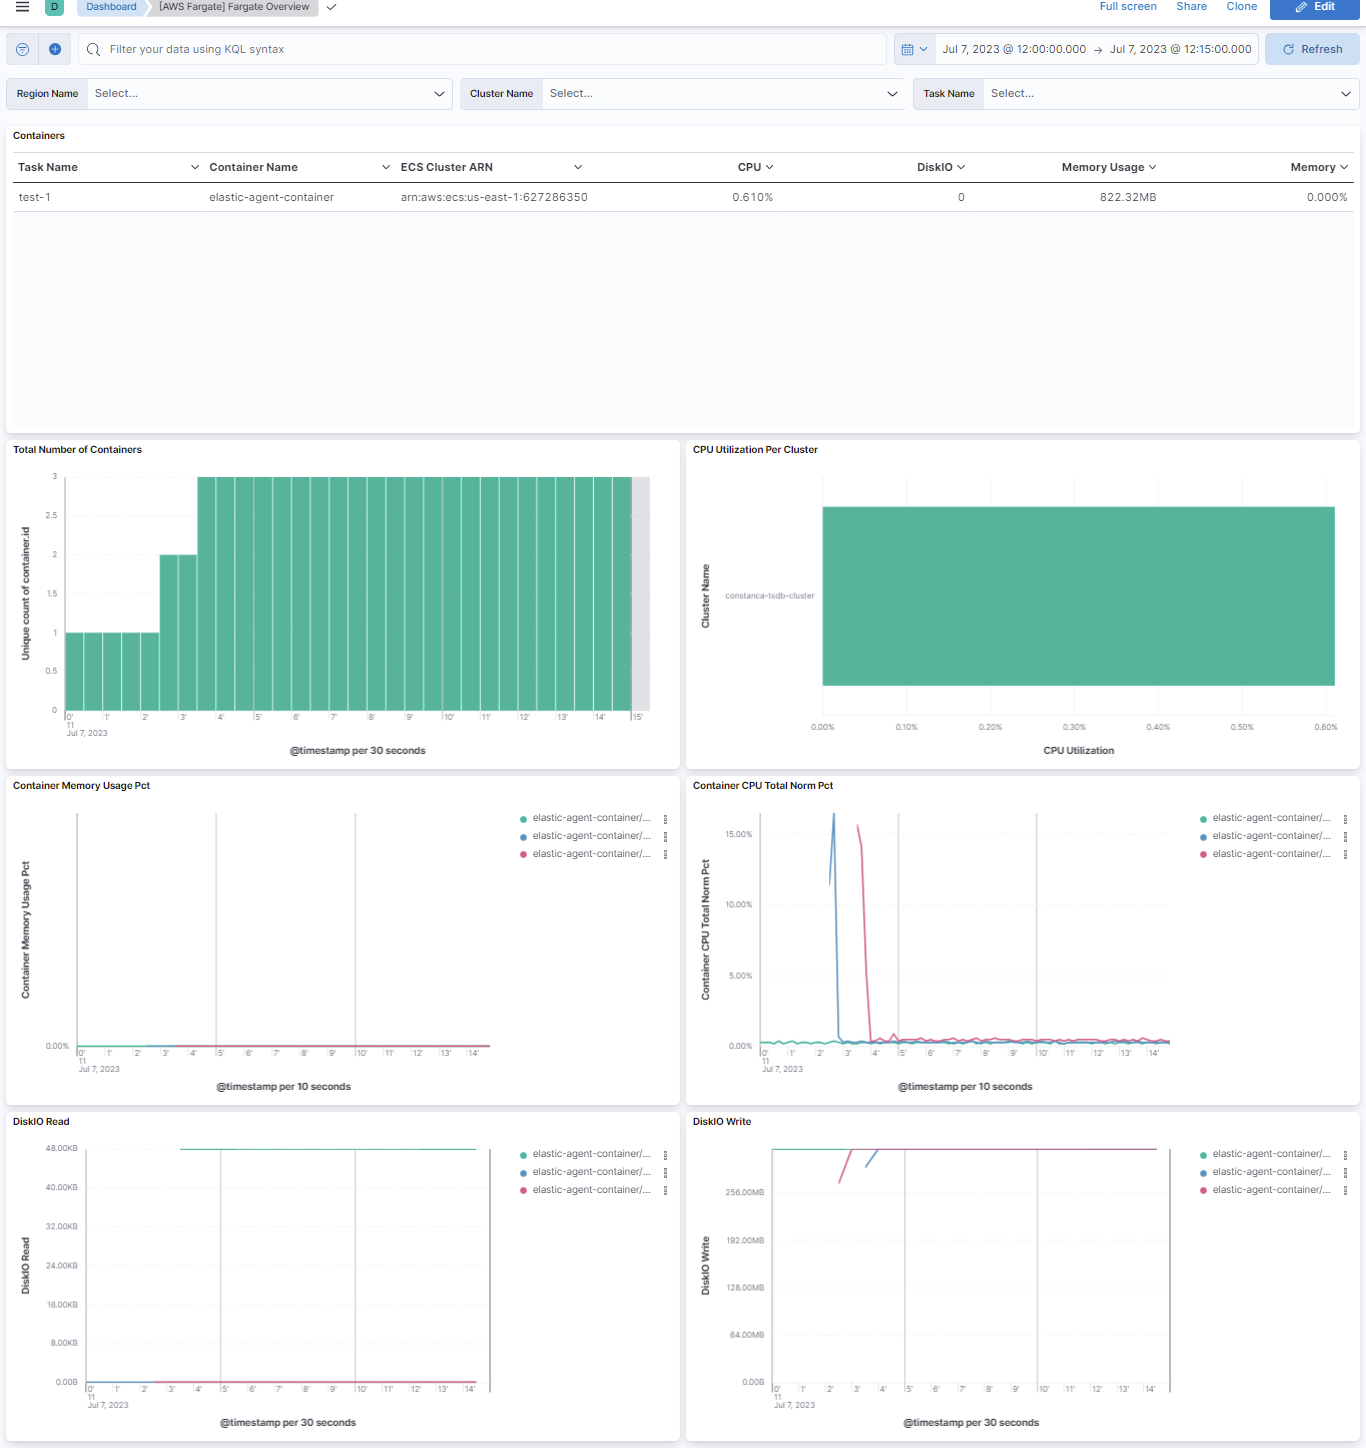 D Dashboard [AWS Fargate] Fargate Overview Full screen Share Clone Edit
Filter your data using KQL syntax Jul 7, 2023 @ 12:00:00.000 → Jul 7, 2023 @ 12:15:00.000 Refresh
Region Name Select... Cluster Name Select... Task Name Select...
Containers
Task Name Container Name ECS Cluster ARN CPU DiskIO Memory Usage Memory
test-1 elastic-agent-container arn:aws:ecs:us-east-1:627286350 0.610% 0 822.32MB 0.000%
Total Number of Containers
Unique count of container.id
3
2.5
2
1.5
1
0.5
0
0' 1' 2' 3' 4' 5' 6' 7' 8' 9' 10' 11' 12' 13' 14' 15'
11
Jul 7, 2023
@timestamp per 30 seconds
CPU Utilization Per Cluster
Cluster Name
constanca-tsdb-cluster
0.00% 0.10% 0.20% 0.30% 0.40% 0.50% 0.60%
CPU Utilization
Container Memory Usage Pct
Container Memory Usage Pct
0.00%
0' 1' 2' 3' 4' 5' 6' 7' 8' 9' 10' 11' 12' 13' 14'
11
Jul 7, 2023
@timestamp per 10 seconds
elastic-agent-container/...
elastic-agent-container/...
elastic-agent-container/...
Container CPU Total Norm Pct
Container CPU Total Norm Pct
15.00%
10.00%
5.00%
0.00%
0' 1' 2' 3' 4' 5' 6' 7' 8' 9' 10' 11' 12' 13' 14'
11
Jul 7, 2023
@timestamp per 10 seconds
elastic-agent-container/...
elastic-agent-container/...
elastic-agent-container/...
DiskIO Read
DiskIO Read
48.00KB
40.00KB
32.00KB
24.00KB
16.00KB
8.00KB
0.00B
0' 1' 2' 3' 4' 5' 6' 7' 8' 9' 10' 11' 12' 13' 14'
11
Jul 7, 2023
@timestamp per 30 seconds
elastic-agent-container/...
elastic-agent-container/...
elastic-agent-container/...
DiskIO Write
DiskIO Write
256.00MB
192.00MB
128.00MB
64.00MB
0.00B
0' 1' 2' 3' 4' 5' 6' 7' 8' 9' 10' 11' 12' 13' 14'
11
Jul 7, 2023
@timestamp per 30 seconds
elastic-agent-container/...
elastic-agent-container/...
elastic-agent-container/...